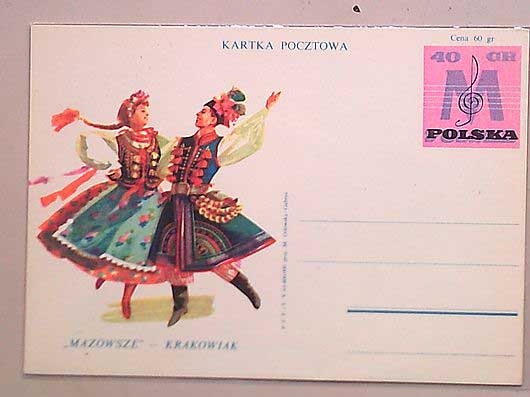 KARTKA POCZTOWA
Cena 60 gr
40 GR
M
POLSKA
„MAZOWSZE" – KRAKOWIAK